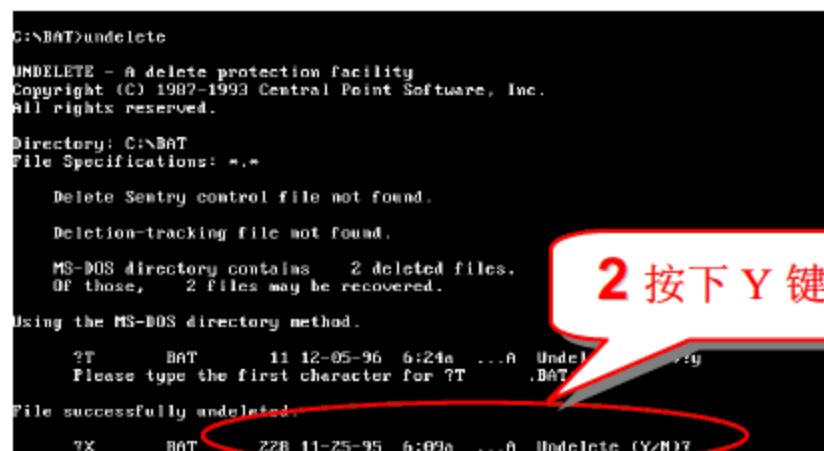 C:\BAT>undelete
UNDELETE - A delete protection facility
Copyright (C) 1987-1993 Central Point Software, Inc.
All rights reserved.
Directory: C:\BAT
File Specifications: *.*
Delete Sentry control file not found.
Deletion-tracking file not found.
MS-DOS directory contains 2 deleted files.
Of those, 2 files may be recovered.
Using the MS-DOS directory method.
?T BAT 11 12-05-96 6:24a ...A ?y
Please type the first character for ?T .BAT
File successfully undeleted.
?X BAT 228 11-25-95 6:09a ...A Undelete (Y/N)?
2 按下 Y 键